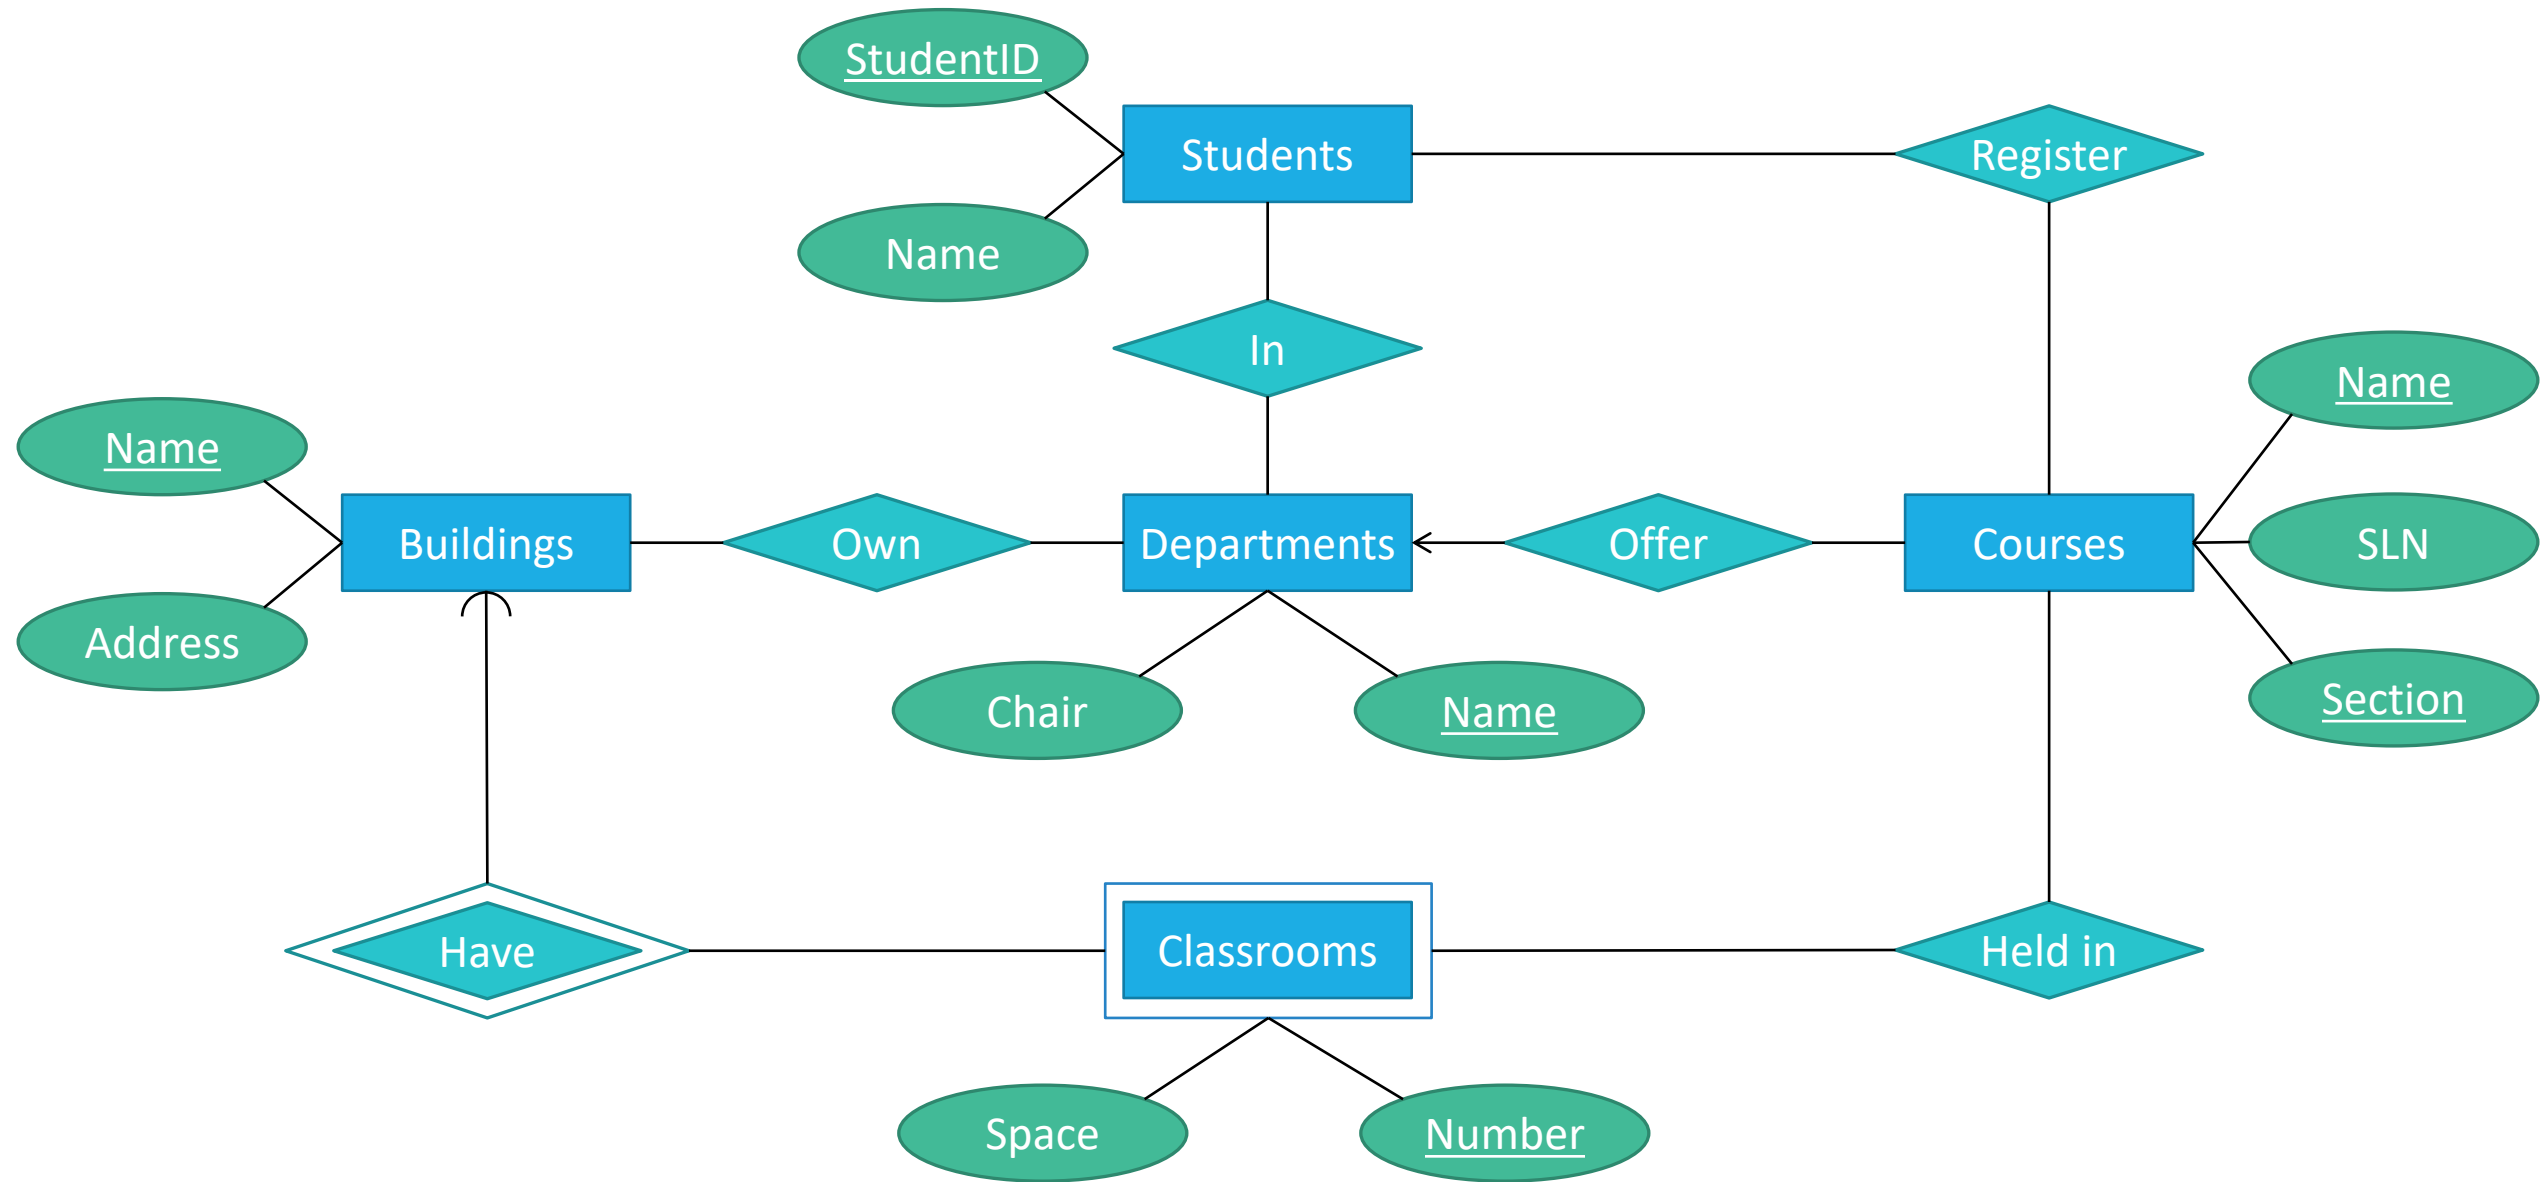 StudentID
Students
Register
Name
In
Name
Name
Buildings
Own
Departments
Offer
Courses
SLN
Address
Chair
Name
Section
Have
Classrooms
Held in
Space
Number